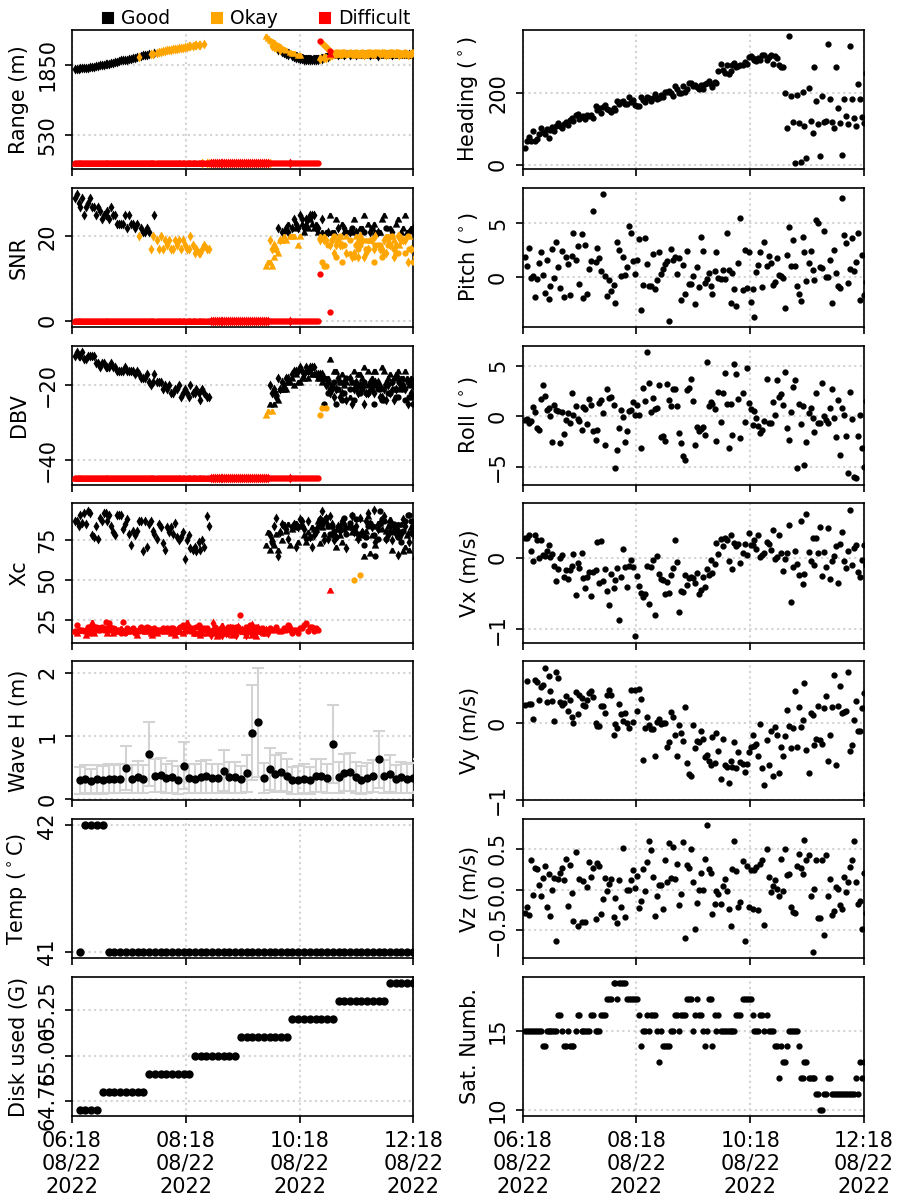 Good Okay Difficult
Range (m)
1850
530
Heading (°)
200
0
SNR
20
0
Pitch (°)
5
0
DBV
−20
−40
Roll (°)
5
0
−5
Xc
75
50
25
Vx (m/s)
0
−1
Wave H (m)
2
1
0
Vy (m/s)
0
−1
Temp (°C)
42
41
Vz (m/s)
0.5
0.0
−0.5
Disk used (G)
65.25
65.00
64.75
Sat. Numb.
15
10
06:18 08:18 10:18 12:18
08/22 08/22 08/22 08/22
2022 2022 2022 2022
06:18 08:18 10:18 12:18
08/22 08/22 08/22 08/22
2022 2022 2022 2022